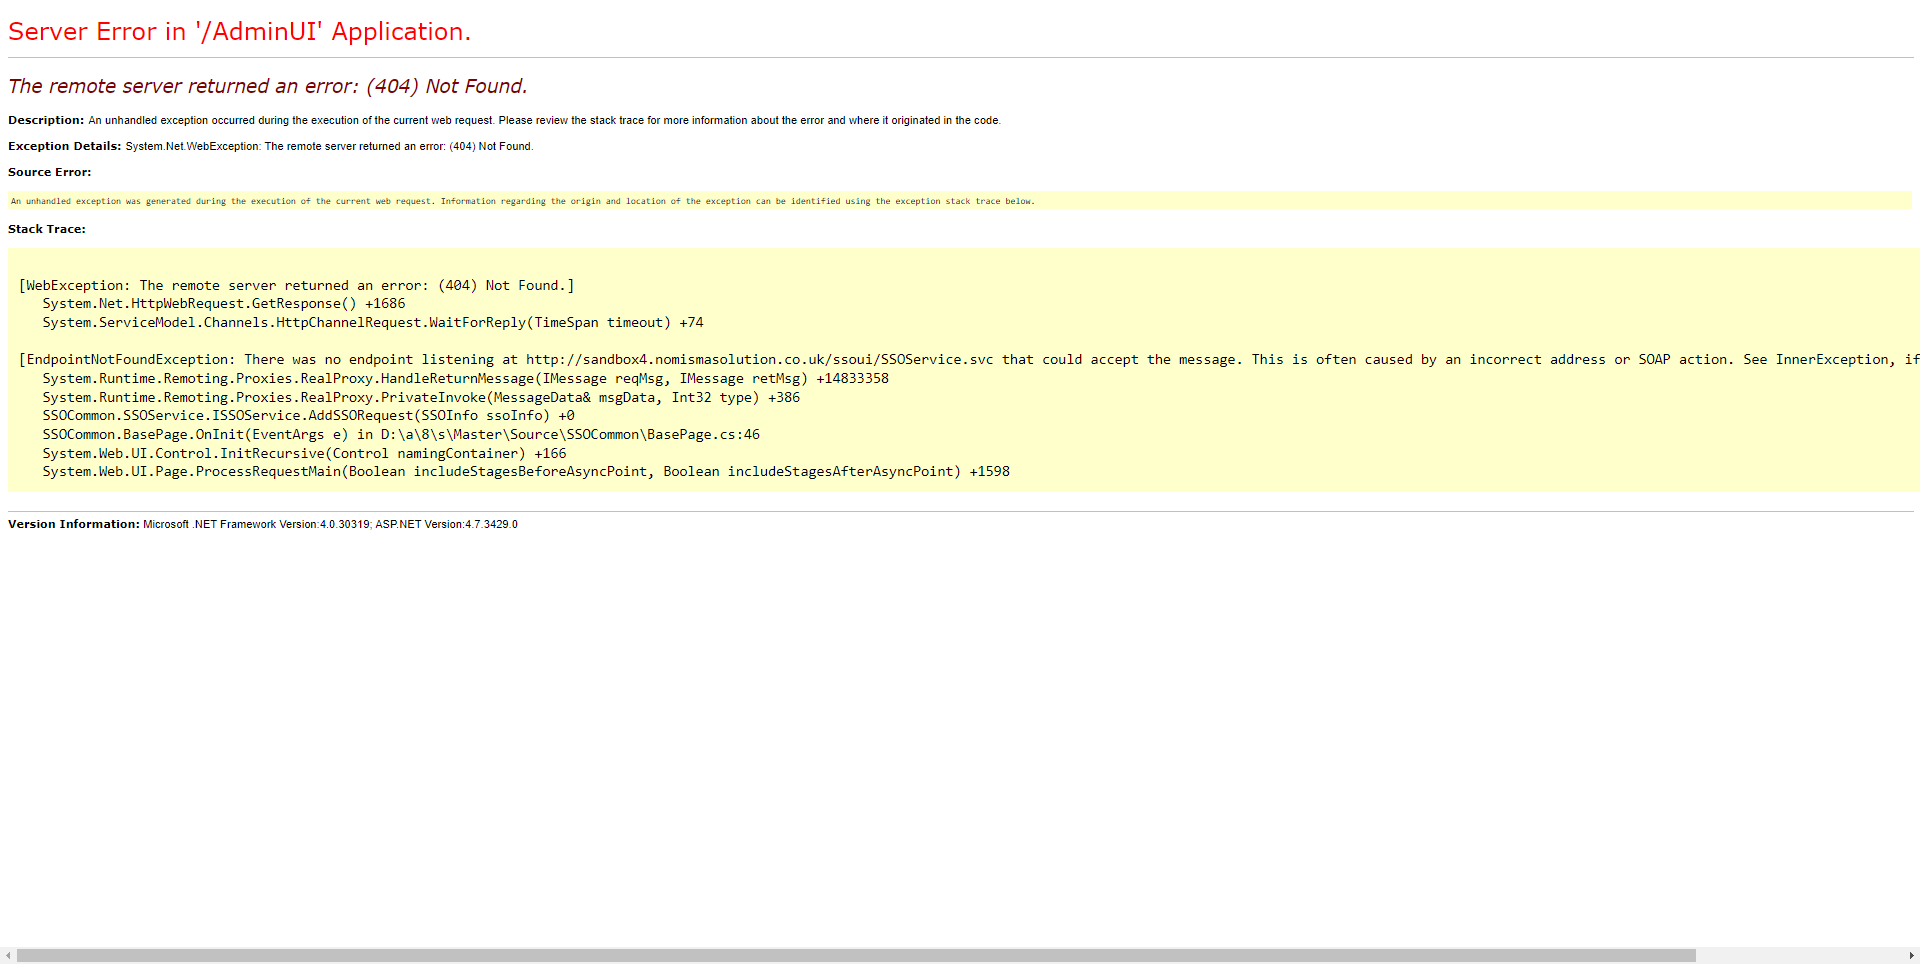 Server Error in '/AdminUI' Application.
The remote server returned an error: (404) Not Found.
Description: An unhandled exception occurred during the execution of the current web request. Please review the stack trace for more information about the error and where it originated in the code.
Exception Details: System.Net.WebException: The remote server returned an error: (404) Not Found.
Source Error:
An unhandled exception was generated during the execution of the current web request. Information regarding the origin and location of the exception can be identified using the exception stack trace below.
Stack Trace:
[WebException: The remote server returned an error: (404) Not Found.]
System.Net.HttpWebRequest.GetResponse() +1686
System.ServiceModel.Channels.HttpChannelRequest.WaitForReply(TimeSpan timeout) +74
[EndpointNotFoundException: There was no endpoint listening at http://sandbox4.nomismasolution.co.uk/ssoui/SSOService.svc that could accept the message. This is often caused by an incorrect address or SOAP action. See InnerException, if
System.Runtime.Remoting.Proxies.RealProxy.HandleReturnMessage(IMessage reqMsg, IMessage retMsg) +14833358
System.Runtime.Remoting.Proxies.RealProxy.PrivateInvoke(MessageData& msgData, Int32 type) +386
SSOCommon.SSOService.ISSOService.AddSSORequest(SSOInfo ssoInfo) +0
SSOCommon.BasePage.OnInit(EventArgs e) in D:\a\8\s\Master\Source\SSOCommon\BasePage.cs:46
System.Web.UI.Control.InitRecursive(Control namingContainer) +166
System.Web.UI.Page.ProcessRequestMain(Boolean includeStagesBeforeAsyncPoint, Boolean includeStagesAfterAsyncPoint) +1598
Version Information: Microsoft .NET Framework Version:4.0.30319; ASP.NET Version:4.7.3429.0